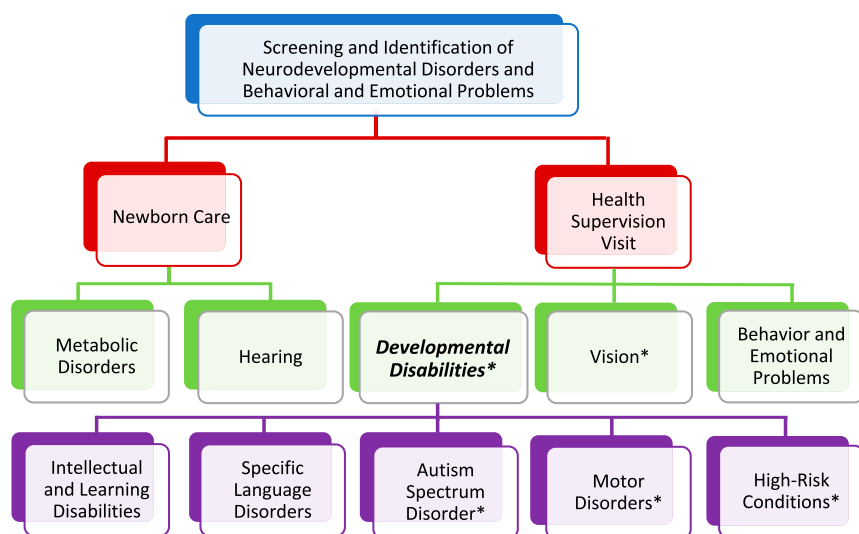 Screening and Identification of
Neurodevelopmental Disorders and
Behavioral and Emotional Problems
Newborn Care
Health
Supervision
Visit
Metabolic
Disorders
Hearing
Developmental
Disabilities*
Vision*
Behavior and
Emotional
Problems
Intellectual
and Learning
Disabilities
Specific
Language
Disorders
Autism
Spectrum
Disorder*
Motor
Disorders*
High-Risk
Conditions*